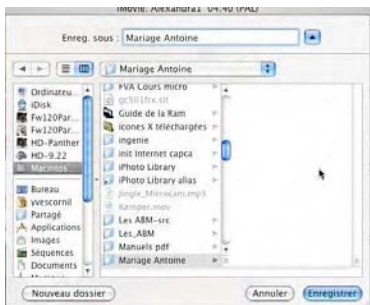 iMovie: Alexandra1 04:40 (PAL)
Enreg. sous : Mariage Antoine
Mariage Antoine
Ordinateu...
iDisk
Fw120Par...
Fw120Par...
HD-Panther
HD-9.22
Macintos
Bureau
yvescornil
Partagé
Applications
Images
Séquences
Documents
FVA Cours micro
gc501frx.sit
Guide de la Ram
icones X téléchargées
ingenie
init Internet capca
iPhoto Library
iPhoto Library alias
Jingle_Microcam.mp3
Kemper.mov
Les ABM-src
Les_ABM
Manuels pdf
Mariage Antoine
Nouveau dossier
Annuler
Enregistrer